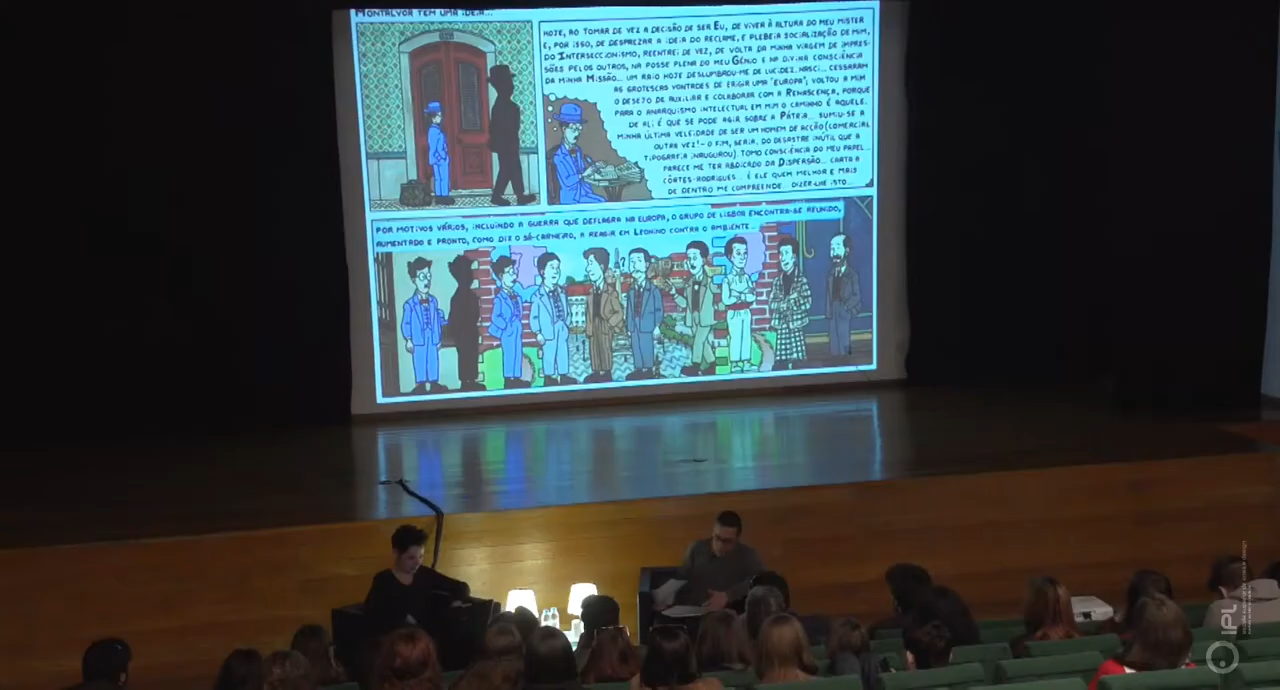 MONTALVOR TEM UMA IDEIA...
HOJE, AO TOMAR DE VEZ A DECISÃO DE SER EU, DE VIVER À ALTURA DO MEU MISTER
E, POR ISSO, DE DESPREZAR A IDEIA DO RECLAME, E PLEBEIA SOCIALIZAÇÃO DE MIM,
DO INTERSECCIONISMO, REENTREI DE VEZ, DE VOLTA DA MINHA VIAGEM DE IMPRES-
SÕES PELOS OUTROS, NA POSSE PLENA DO MEU GÉNIO E NA DIVINA CONSCIÊNCIA
DA MINHA MISSÃO... UM RAIO HOJE DESLUMBROU-ME DE LUCIDEZ. NASCI... CESSARAM
AS GROTESCAS VONTADES DE ERIGIR UMA "EUROPA"; VOLTOU A MIM
O DESEJO DE AUXILIAR E COLABORAR COM A RENASCENÇA, PORQUE
PARA O ANARQUISMO INTELECTUAL EM MIM O CAMINHO É AQUELE.
DE ALI É QUE SE PODE AGIR SOBRE A PÁTRIA... SUMIU-SE A
MINHA ÚLTIMA VELEIDADE DE SER UM HOMEM DE ACÇÃO (COMERCIAL
OUTRA VEZ! - O FIM, SERIA, DO DESASTRE INÚTIL QUE A
TIPOGRAFIA INAUGUROU). TOMO CONSCIÊNCIA DO MEU PAPEL...
PARECE ME TER ABDICADO DA DISPERSÃO... CARTA A
CÔRTES-RODRIGUES... É ELE QUEM MELHOR E MAIS
DE DENTRO ME COMPREENDE... DIZER-LHE ISTO...
POR MOTIVOS VÁRIOS, INCLUINDO A GUERRA QUE DEFLAGRA NA EUROPA, O GRUPO DE LISBOA ENCONTRA-SE REUNIDO,
AUMENTADO E PRONTO, COMO DIZ O SÁ-CARNEIRO, A REAGIR EM LEONINO CONTRA O AMBIENTE...
?
IPL